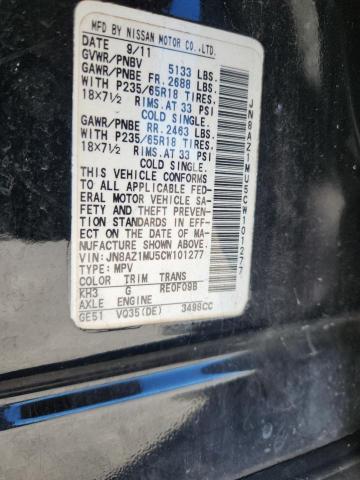 MFD BY NISSAN MOTOR CO.,LTD.
DATE 9/11
GVWR/PNBV 5133 LBS.
GAWR/PNBE FR. 2688 LBS.
WITH P235/65R18 TIRES.
18X7½ RIMS.AT 33 PSI
COLD SINGLE.
GAWR/PNBE RR. 2463 LBS.
WITH P235/65R18 TIRES.
18X7½ RIMS.AT 33 PSI
COLD SINGLE.
THIS VEHICLE CONFORMS
TO ALL APPLICABLE FED-
ERAL MOTOR VEHICLE SA-
FETY AND THEFT PREVENTION
STANDARDS IN EFF-
ECT ON THE DATE OF MA-
NUFACTURE SHOWN ABOVE.
VIN:JN8AZ1MU5CW101277
TYPE: MPV
COLOR TRIM TRANS
KH3 G RE0F09B
AXLE ENGINE
GE51 VQ35(DE) 3498CC
JN8AZ1MU5CW101277